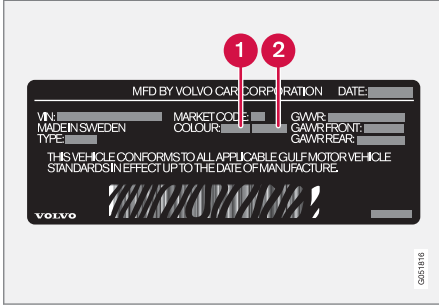 1 2
MFD BY VOLVO CAR CORPORATION DATE:
VIN: MARKET CODE: GVWR:
MADE IN SWEDEN COLOUR: GAWR FRONT:
TYPE: GAWR REAR:
THIS VEHICLE CONFORMS TO ALL APPLICABLE GULF MOTOR VEHICLE
STANDARDS IN EFFECT UP TO THE DATE OF MANUFACTURE.
VOLVO
G051816